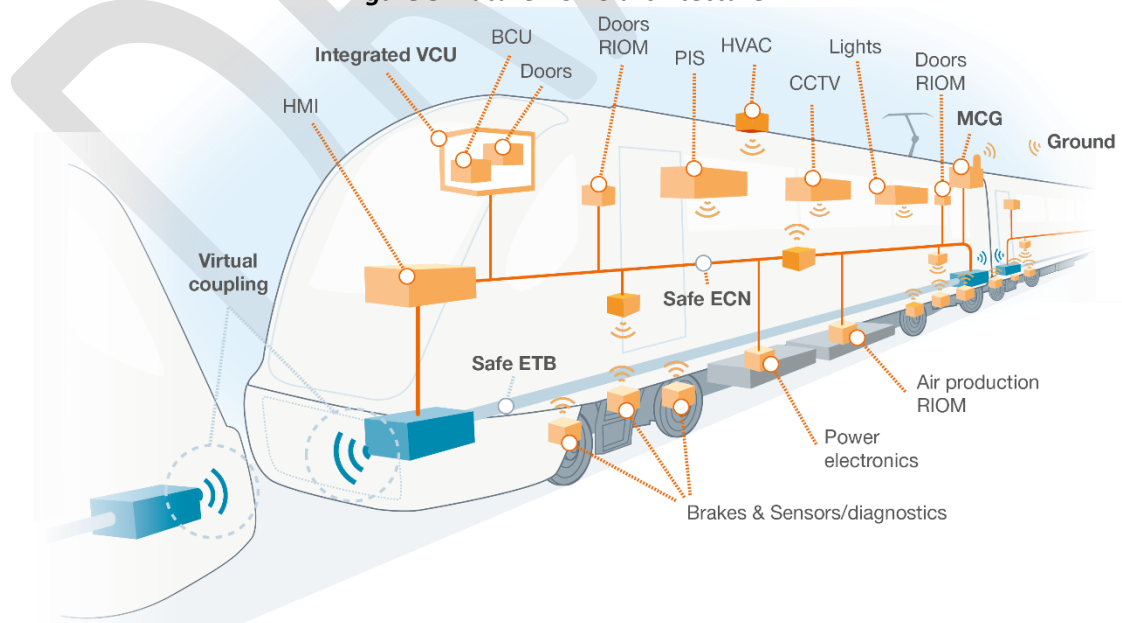 Integrated VCU
BCU
Doors
Doors
RIOM
PIS
HVAC
Lights
CCTV
Doors
RIOM
MCG
Ground
HMI
Virtual
coupling
Safe ECN
Safe ETB
Air production
RIOM
Power
electronics
Brakes & Sensors/diagnostics